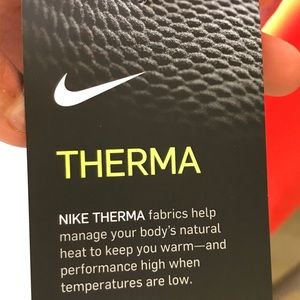 THERMA
NIKE THERMA fabrics help
manage your body's natural
heat to keep you warm—and
performance high when
temperatures are low.